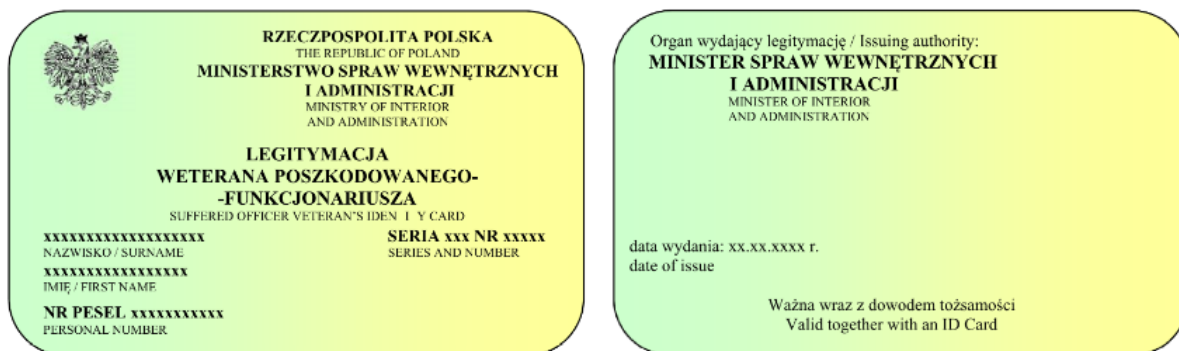 RZECZPOSPOLITA POLSKA
THE REPUBLIC OF POLAND
MINISTERSTWO SPRAW WEWNĘTRZNYCH
I ADMINISTRACJI
MINISTRY OF INTERIOR
AND ADMINISTRATION
LEGITYMACJA
WETERANA POSZKODOWANEGO-
-FUNKCJONARIUSZA
SUFFERED OFFICER VETERAN'S IDEN I Y CARD
xxxxxxxxxxxxxxxxxxx
NAZWISKO / SURNAME
SERIA xxx NR xxxxx
SERIES AND NUMBER
xxxxxxxxxxxxxxxxx
IMIĘ / FIRST NAME
NR PESEL xxxxxxxxxxx
PERSONAL NUMBER
Organ wydający legitymację / Issuing authority:
MINISTER SPRAW WEWNĘTRZNYCH
I ADMINISTRACJI
MINISTER OF INTERIOR
AND ADMINISTRATION
data wydania: xx.xx.xxxx r.
date of issue
Ważna wraz z dowodem tożsamości
Valid together with an ID Card